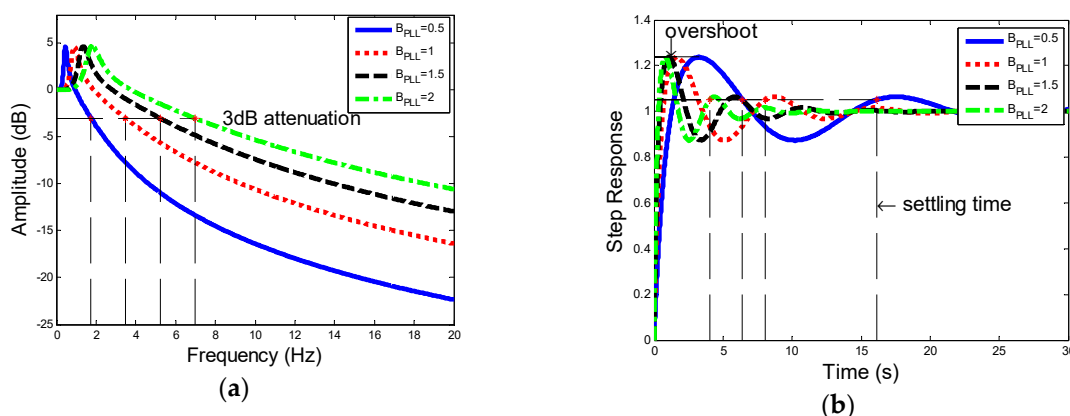 5
0
-5
-10
-15
-20
-25
0
2
4
6
8
10
12
14
16
18
20
Amplitude (dB)
Frequency (Hz)
B_PLL=0.5
B_PLL=1
B_PLL=1.5
B_PLL=2
3dB attenuation
(a)
1.4
1.2
1
0.8
0.6
0.4
0.2
0
0
5
10
15
20
25
30
Step Response
Time (s)
overshoot
B_PLL=0.5
B_PLL=1
B_PLL=1.5
B_PLL=2
settling time
(b)